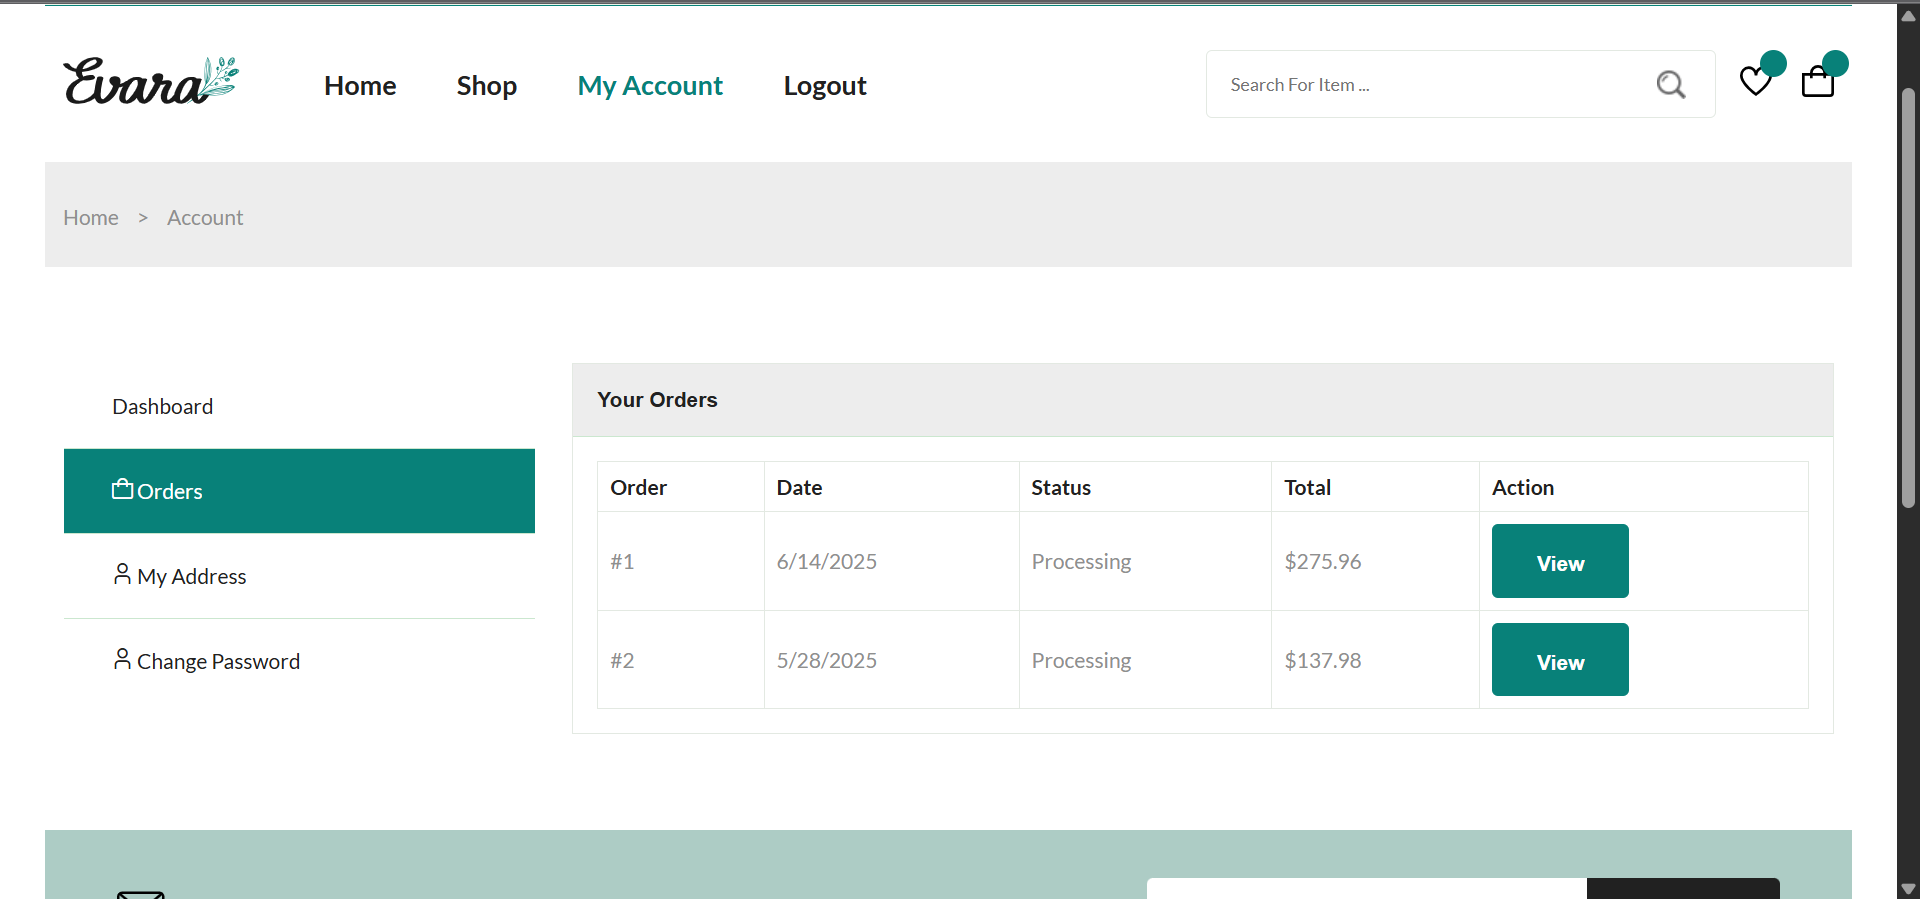 Evara
Home Shop My Account Logout
Search For Item ...
Home > Account
Dashboard
Orders
My Address
Change Password
Your Orders
Order Date Status Total Action
#1 6/14/2025 Processing $275.96 View
#2 5/28/2025 Processing $137.98 View